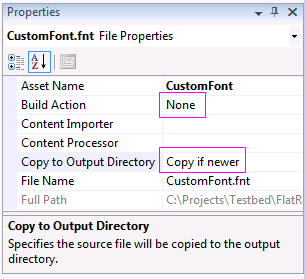 Properties
CustomFont.fnt File Properties
Asset Name CustomFont
Build Action None
Content Importer
Content Processor
Copy to Output Directory Copy if newer
File Name CustomFont.fnt
Full Path C:\Projects\Testbed\FlatR
Copy to Output Directory
Specifies the source file will be copied to the output
directory.